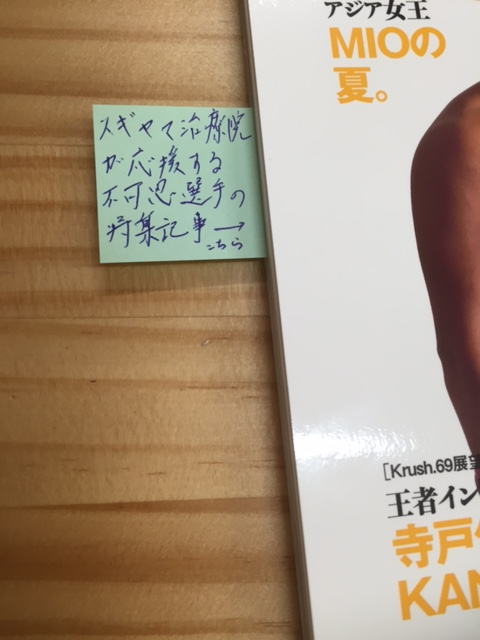 スギヤマ治療院
が応援する
不可思選手の
特集記事→
こちら
アジア女王
MIOの
夏。
[Krush.69展望
王者イン
寺戸
KAN